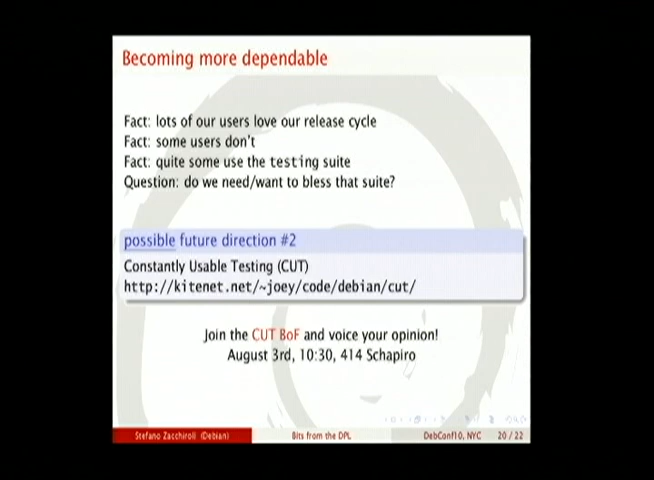 Becoming more dependable
Fact: lots of our users love our release cycle
Fact: some users don't
Fact: quite some use the testing suite
Question: do we need/want to bless that suite?
possible future direction #2
Constantly Usable Testing (CUT)
http://kitenet.net/~joey/code/debian/cut/
Join the CUT BoF and voice your opinion!
August 3rd, 10:30, 414 Schapiro
Stefano Zacchiroli (Debian) Bits from the DPL DebConf10, NYC 20 / 22